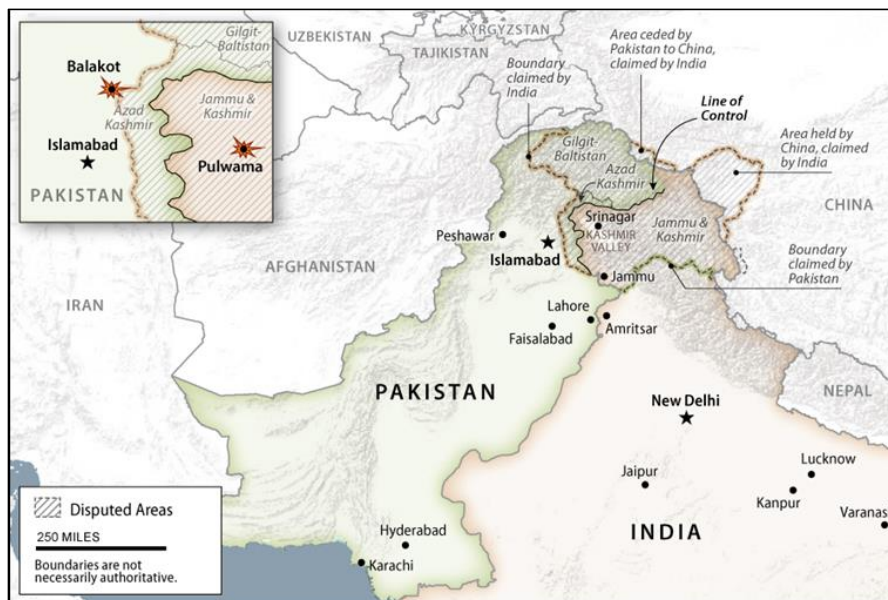 Gilgit-
Baltistan
Balakot
Azad
Kashmir
Jammu &
Kashmir
Islamabad
Pulwama
PAKISTAN
UZBEKISTAN
KYRGYZSTAN
TAJIKISTAN
Boundary
claimed by
India
Area ceded by
Pakistan to China,
claimed by India
Line of
Control
Area held by
China, claimed
by India
Gilgit-
Baltistan
Azad
Kashmir
CHINA
Srinagar
KASHMIR
VALLEY
Jammu &
Kashmir
Peshawar
Islamabad
AFGHANISTAN
Boundary
claimed by
Pakistan
Jammu
IRAN
Lahore
Amritsar
Faisalabad
PAKISTAN
NEPAL
New Delhi
Jaipur
Lucknow
Kanpur
Varanas
INDIA
Hyderabad
Karachi
Disputed Areas
250 MILES
Boundaries are not
necessarily authoritative.